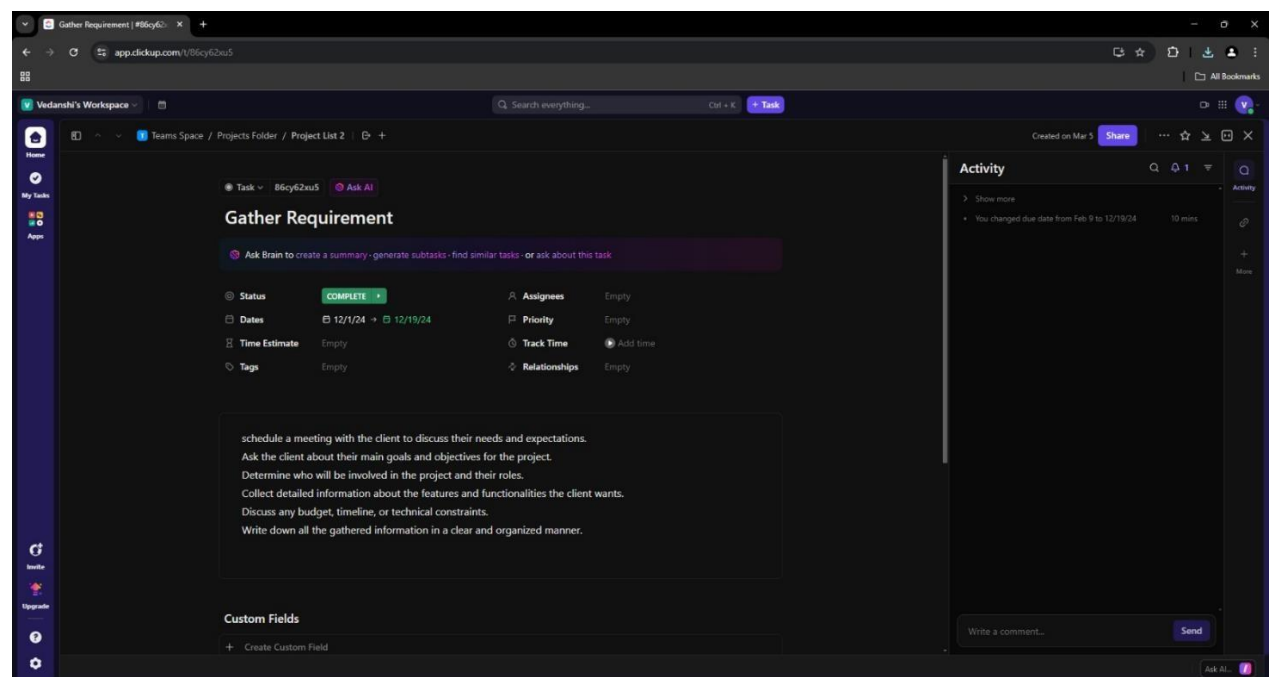 Gather Requirement | #86cy62
app.clickup.com/t/86cy62xu5
All Bookmarks
V Vedanshi's Workspace
Search everything...
Ctrl + K
+ Task
V
Home
My Tasks
Apps
Invite
Upgrade
Teams Space / Projects Folder / Project List 2
Created on Mar 5
Share
Task
86cy62xu5
Ask AI
Gather Requirement
Ask Brain to create a summary · generate subtasks · find similar tasks · or ask about this task
Status
COMPLETE
Assignees
Empty
Dates
12/1/24 → 12/19/24
Priority
Empty
Time Estimate
Empty
Track Time
Add time
Tags
Empty
Relationships
Empty
schedule a meeting with the client to discuss their needs and expectations.
Ask the client about their main goals and objectives for the project.
Determine who will be involved in the project and their roles.
Collect detailed information about the features and functionalities the client wants.
Discuss any budget, timeline, or technical constraints.
Write down all the gathered information in a clear and organized manner.
Custom Fields
+ Create Custom Field
Activity
1
Show more
You changed due date from Feb 9 to 12/19/24
10 mins
Write a comment...
Send
Activity
More
Ask AI...